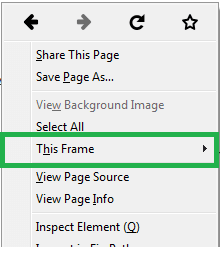 Share This Page
Save Page As...
View Background Image
Select All
This Frame
View Page Source
View Page Info
Inspect Element (Q)